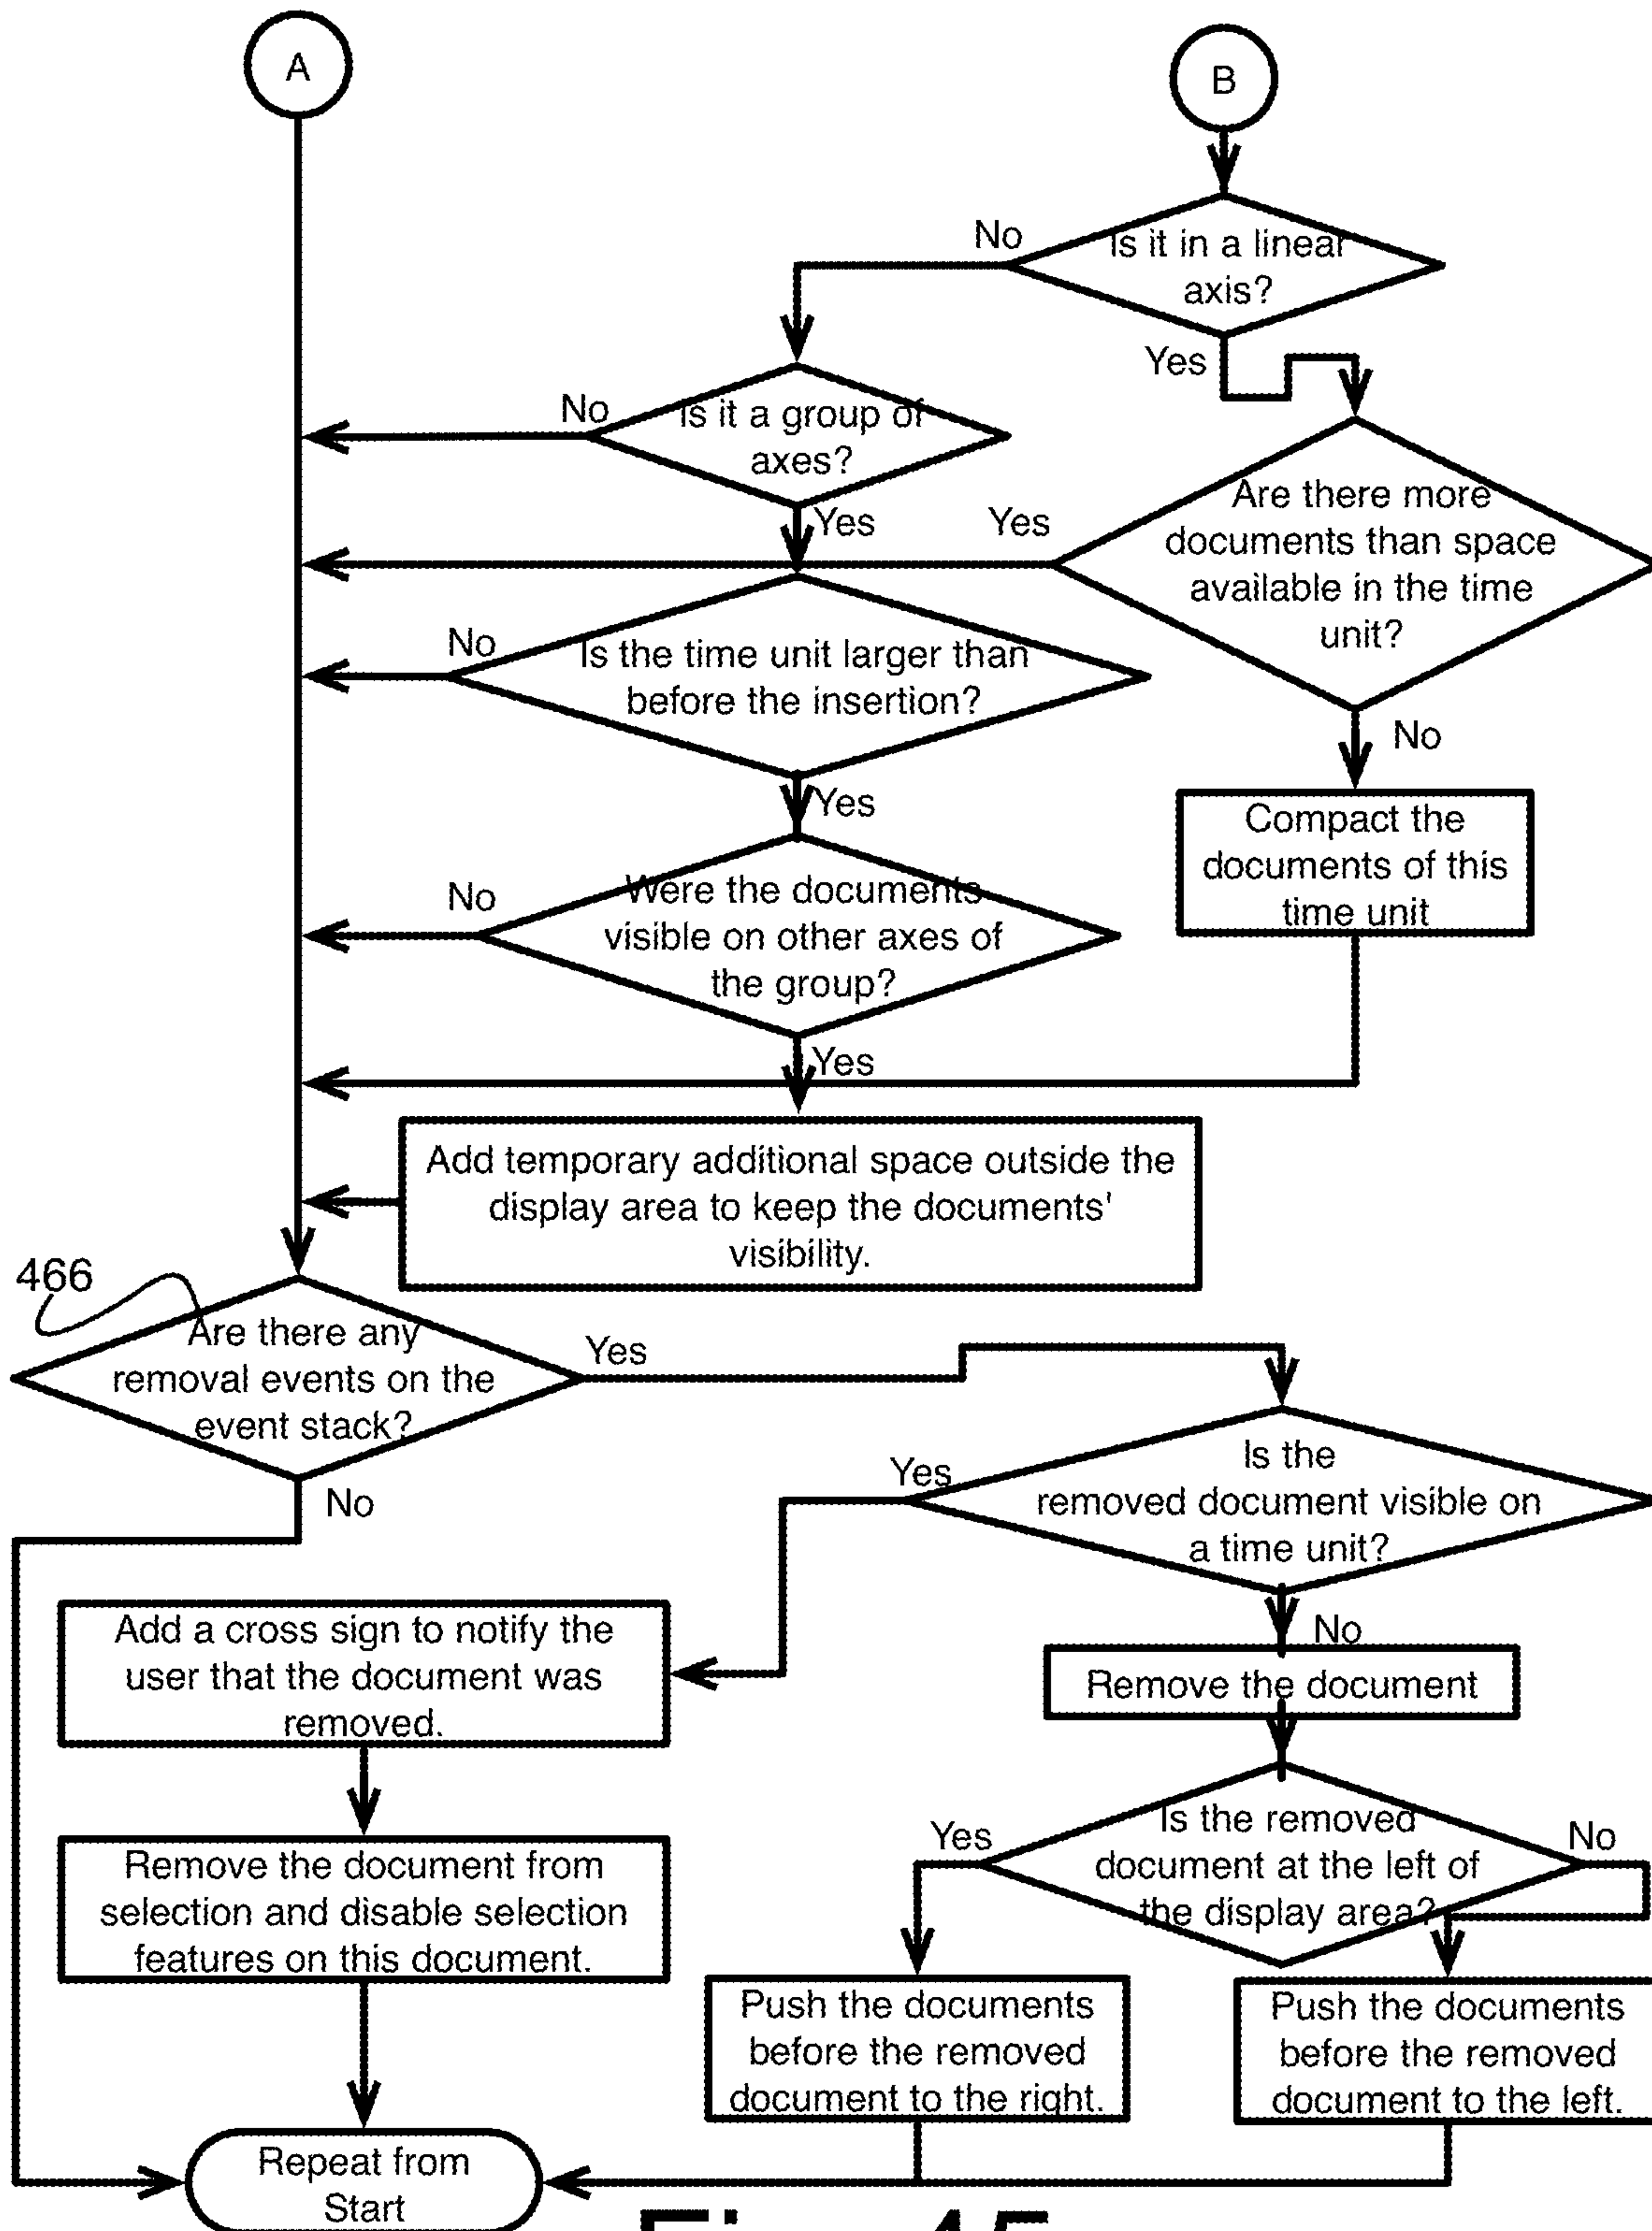 A
B
No
Is it in a linear
axis?
Yes
No
Is it a group of
axes?
Yes
Yes
Are there more
documents than space
available in the time
unit?
No
Is the time unit larger than
before the insertion?
No
Yes
Compact the
documents of this
time unit
No
Were the documents
visible on other axes of
the group?
Yes
Add temporary additional space outside the
display area to keep the documents'
visibility.
466
Are there any
removal events on the
event stack?
Yes
No
Is the
removed document visible on
a time unit?
Yes
No
Add a cross sign to notify the
user that the document was
removed.
Remove the document
Is the removed
document at the left of
the display area?
Yes
No
Remove the document from
selection and disable selection
features on this document.
Push the documents
before the removed
document to the right.
Push the documents
before the removed
document to the left.
Repeat from
Start